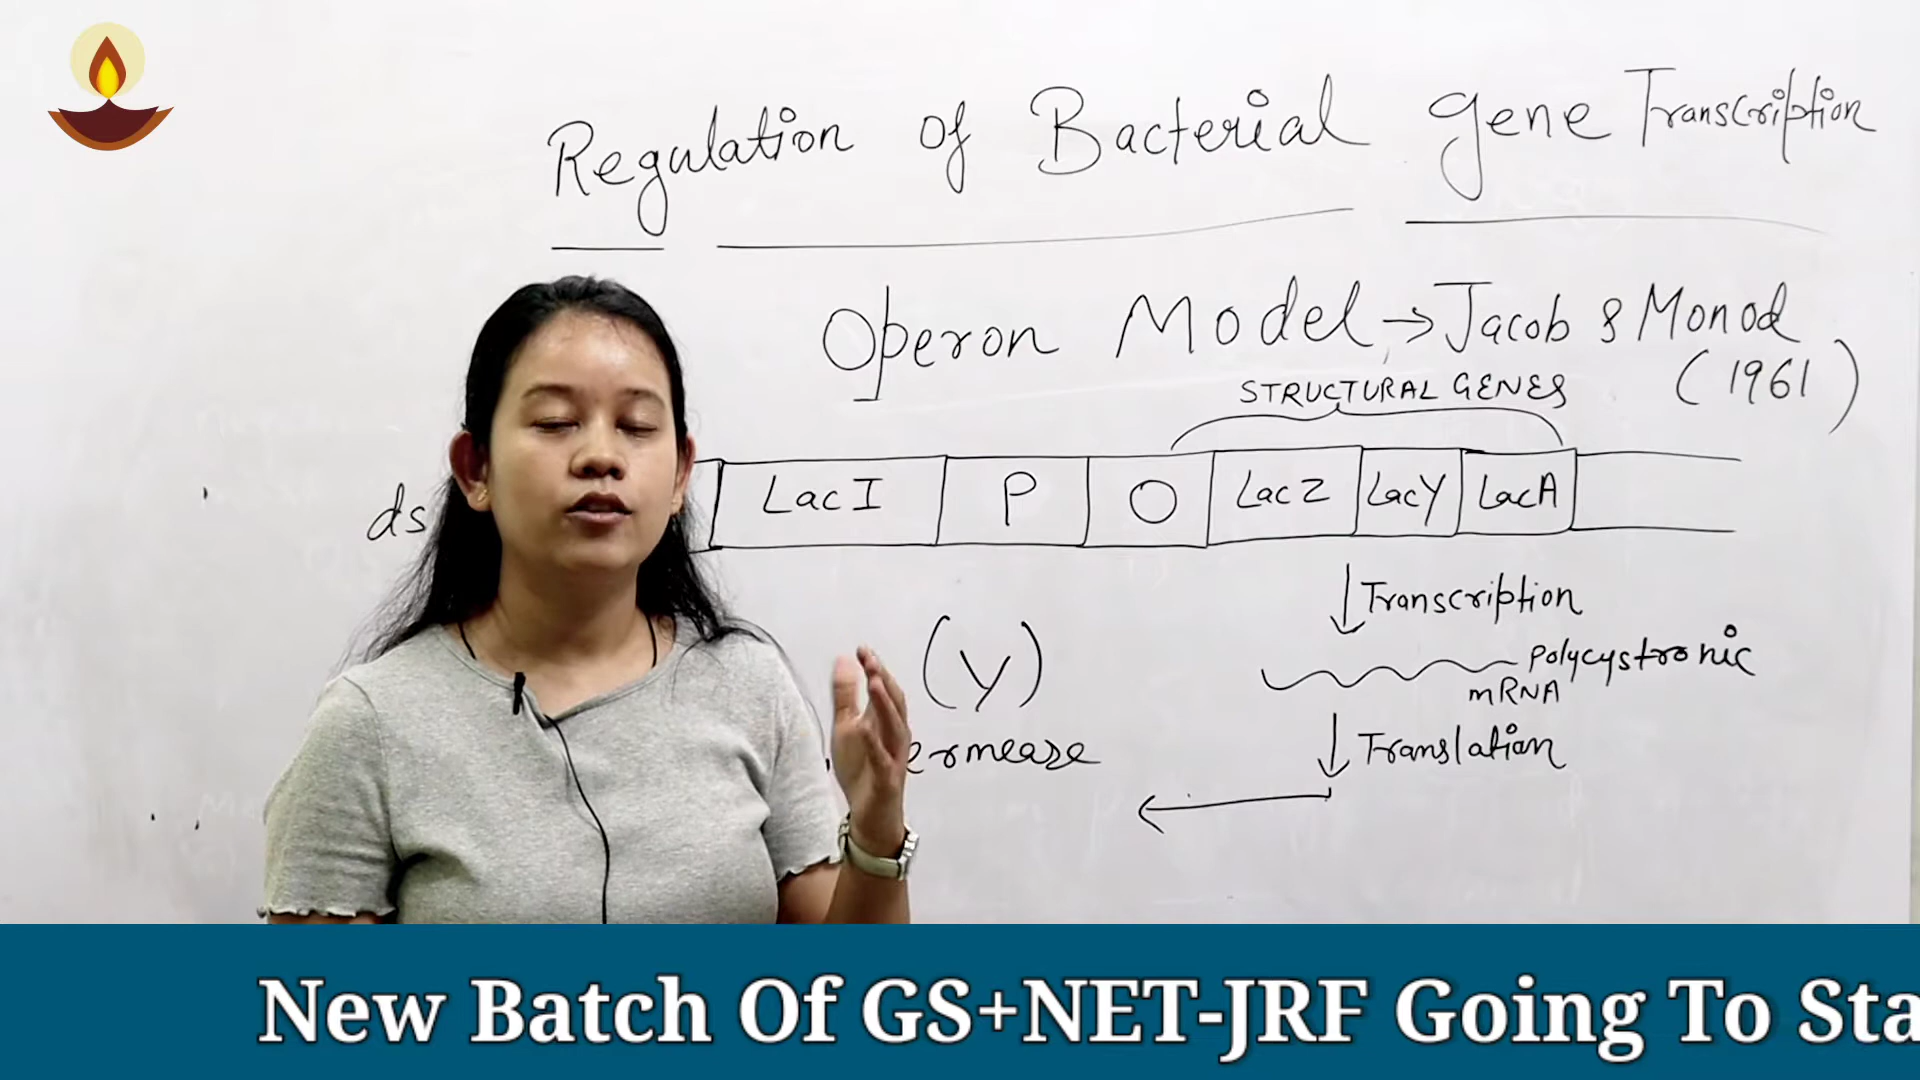 Regulation of Bacterial gene Transcription
Operon Model → Jacob & Monod
(1961)
STRUCTURAL GENES
ds
LacI P O LacZ LacY LacA
↓ Transcription
polycystronic
mRNA
(y)
ermease
↓ Translation
New Batch Of GS+NET-JRF Going To Sta